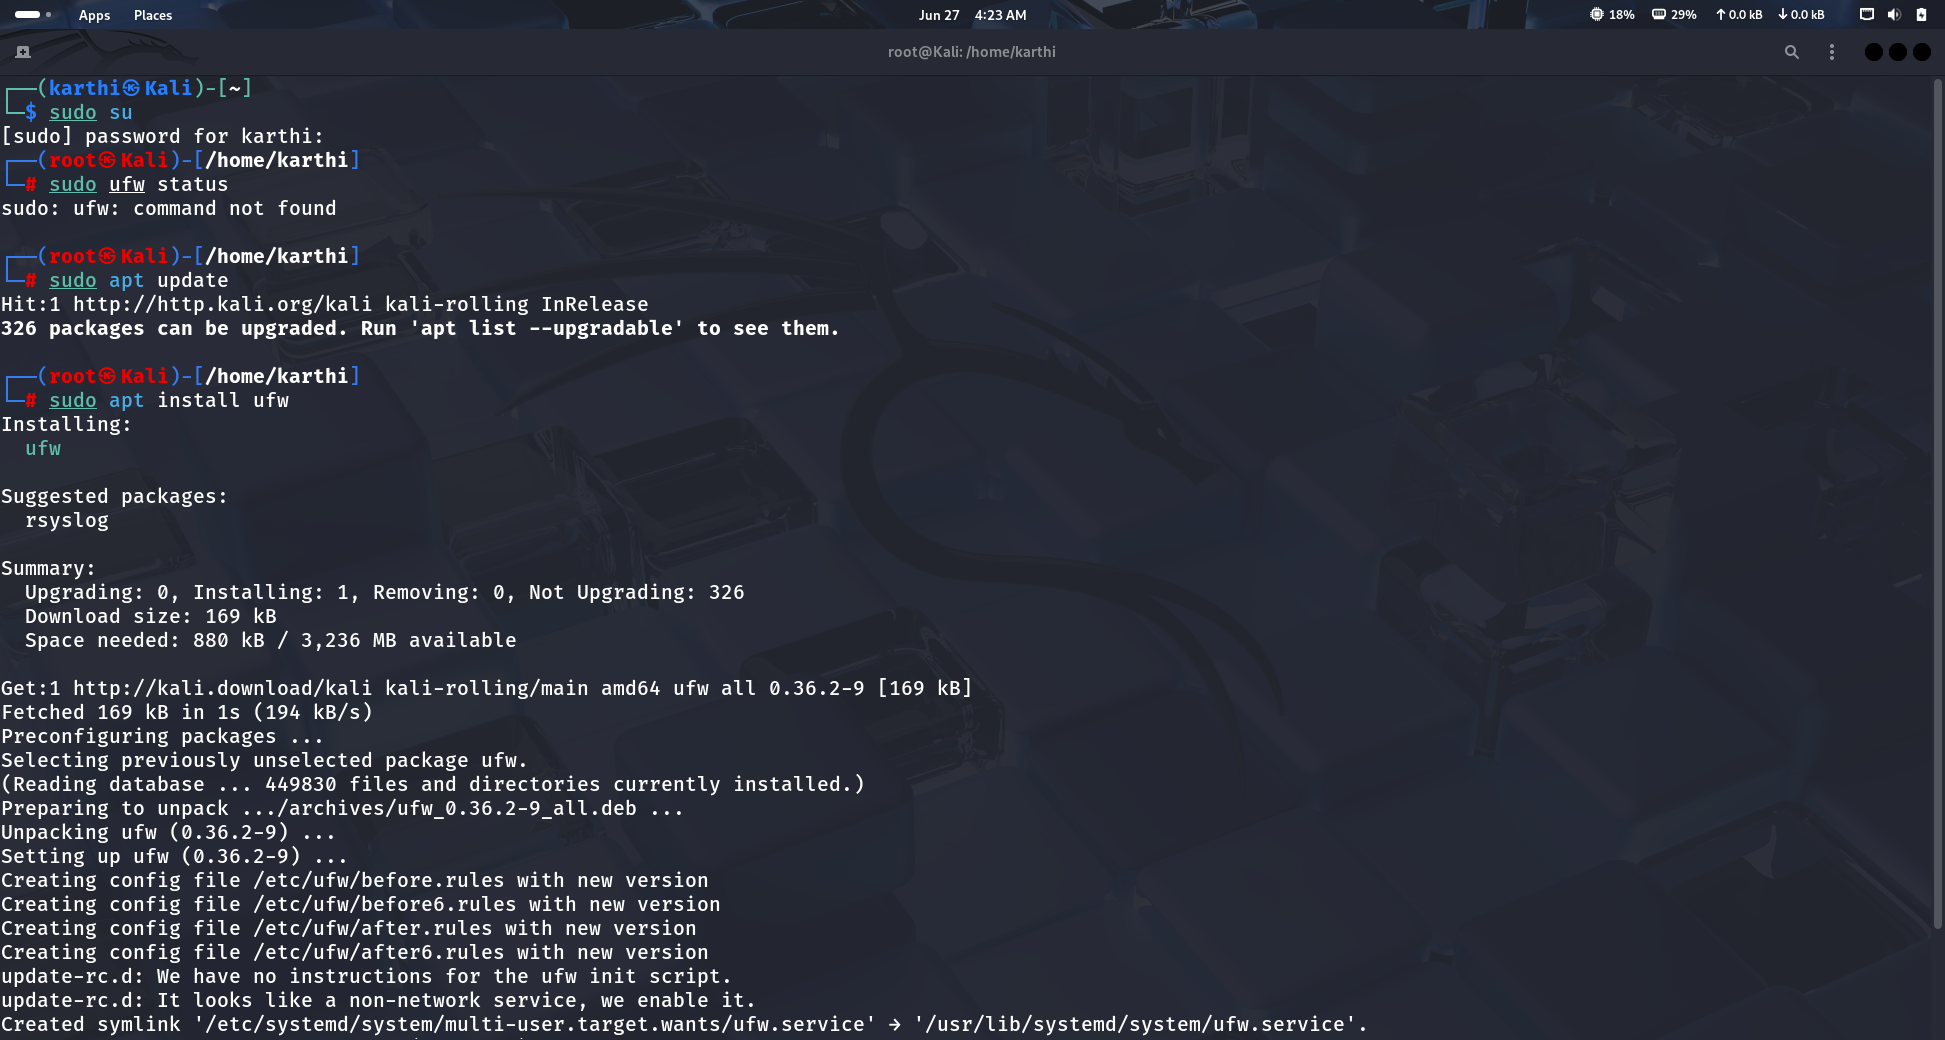 Apps Places Jun 27 4:23 AM 18% 29% 0.0 kB 0.0 kB
root@Kali: /home/karthi
┌──(karthi㉿Kali)-[~]
└─$ sudo su
[sudo] password for karthi:
┌──(root㉿Kali)-[/home/karthi]
└─# sudo ufw status
sudo: ufw: command not found
┌──(root㉿Kali)-[/home/karthi]
└─# sudo apt update
Hit:1 http://http.kali.org/kali kali-rolling InRelease
326 packages can be upgraded. Run 'apt list --upgradable' to see them.
┌──(root㉿Kali)-[/home/karthi]
└─# sudo apt install ufw
Installing:
  ufw
Suggested packages:
  rsyslog
Summary:
  Upgrading: 0, Installing: 1, Removing: 0, Not Upgrading: 326
  Download size: 169 kB
  Space needed: 880 kB / 3,236 MB available
Get:1 http://kali.download/kali kali-rolling/main amd64 ufw all 0.36.2-9 [169 kB]
Fetched 169 kB in 1s (194 kB/s)
Preconfiguring packages ...
Selecting previously unselected package ufw.
(Reading database ... 449830 files and directories currently installed.)
Preparing to unpack .../archives/ufw_0.36.2-9_all.deb ...
Unpacking ufw (0.36.2-9) ...
Setting up ufw (0.36.2-9) ...
Creating config file /etc/ufw/before.rules with new version
Creating config file /etc/ufw/before6.rules with new version
Creating config file /etc/ufw/after.rules with new version
Creating config file /etc/ufw/after6.rules with new version
update-rc.d: We have no instructions for the ufw init script.
update-rc.d: It looks like a non-network service, we enable it.
Created symlink '/etc/systemd/system/multi-user.target.wants/ufw.service' → '/usr/lib/systemd/system/ufw.service'.